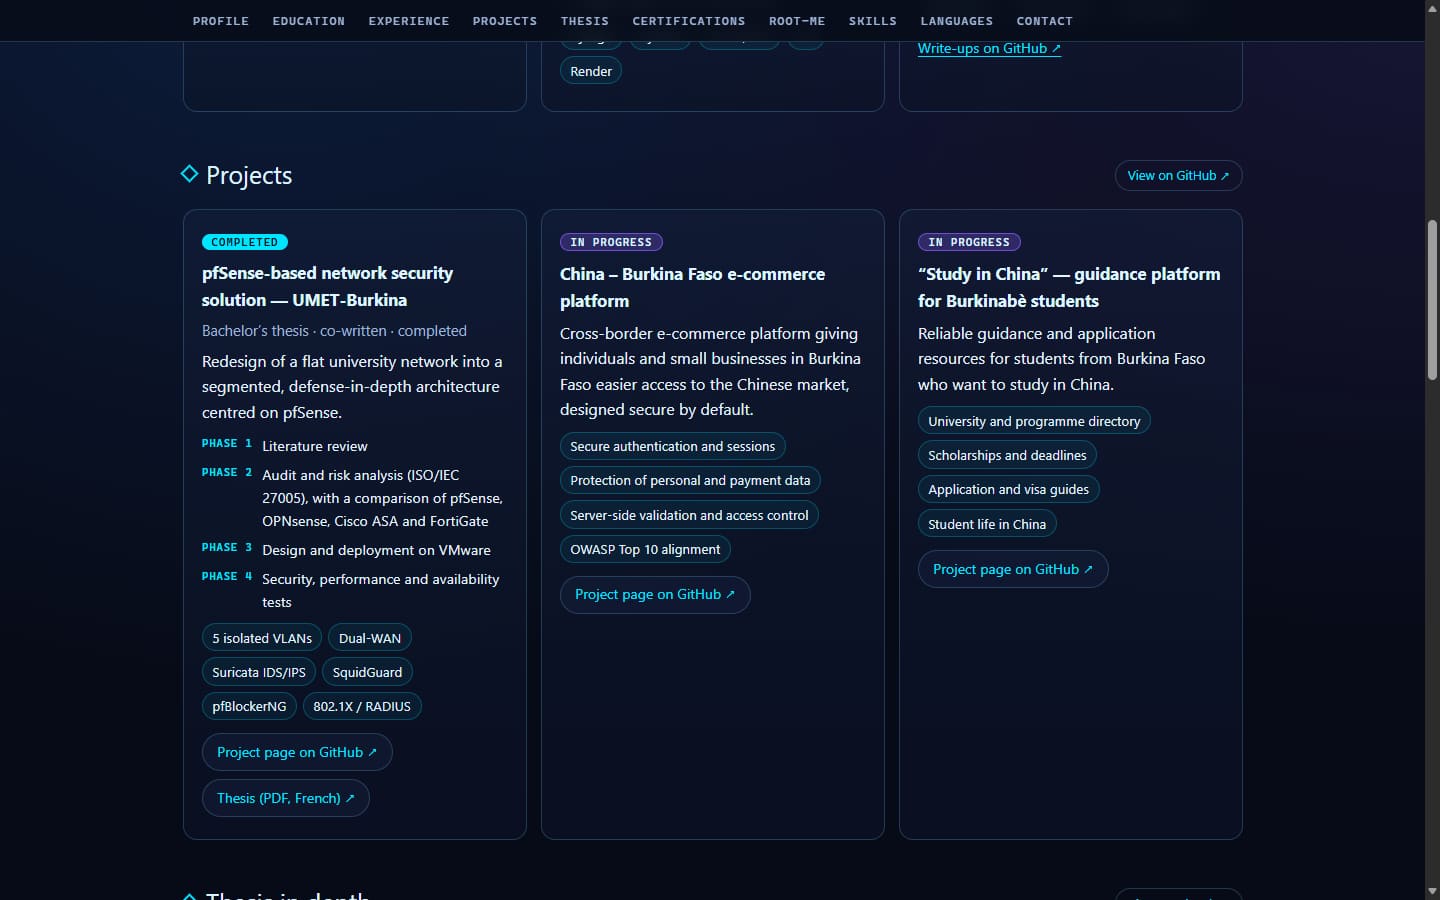 PROFILE EDUCATION EXPERIENCE PROJECTS THESIS CERTIFICATIONS ROOT-ME SKILLS LANGUAGES CONTACT
Render
Write-ups on GitHub ↗
Projects
View on GitHub ↗
COMPLETED
pfSense-based network security
solution — UMET-Burkina
Bachelor's thesis · co-written · completed
Redesign of a flat university network into a
segmented, defense-in-depth architecture
centred on pfSense.
PHASE 1 Literature review
PHASE 2 Audit and risk analysis (ISO/IEC
27005), with a comparison of pfSense,
OPNsense, Cisco ASA and FortiGate
PHASE 3 Design and deployment on VMware
PHASE 4 Security, performance and availability
tests
5 isolated VLANs Dual-WAN
Suricata IDS/IPS SquidGuard
pfBlockerNG 802.1X / RADIUS
Project page on GitHub ↗
Thesis (PDF, French) ↗
IN PROGRESS
China – Burkina Faso e-commerce
platform
Cross-border e-commerce platform giving
individuals and small businesses in Burkina
Faso easier access to the Chinese market,
designed secure by default.
Secure authentication and sessions
Protection of personal and payment data
Server-side validation and access control
OWASP Top 10 alignment
Project page on GitHub ↗
IN PROGRESS
“Study in China” — guidance platform
for Burkinabè students
Reliable guidance and application
resources for students from Burkina Faso
who want to study in China.
University and programme directory
Scholarships and deadlines
Application and visa guides
Student life in China
Project page on GitHub ↗
Thesis in depth